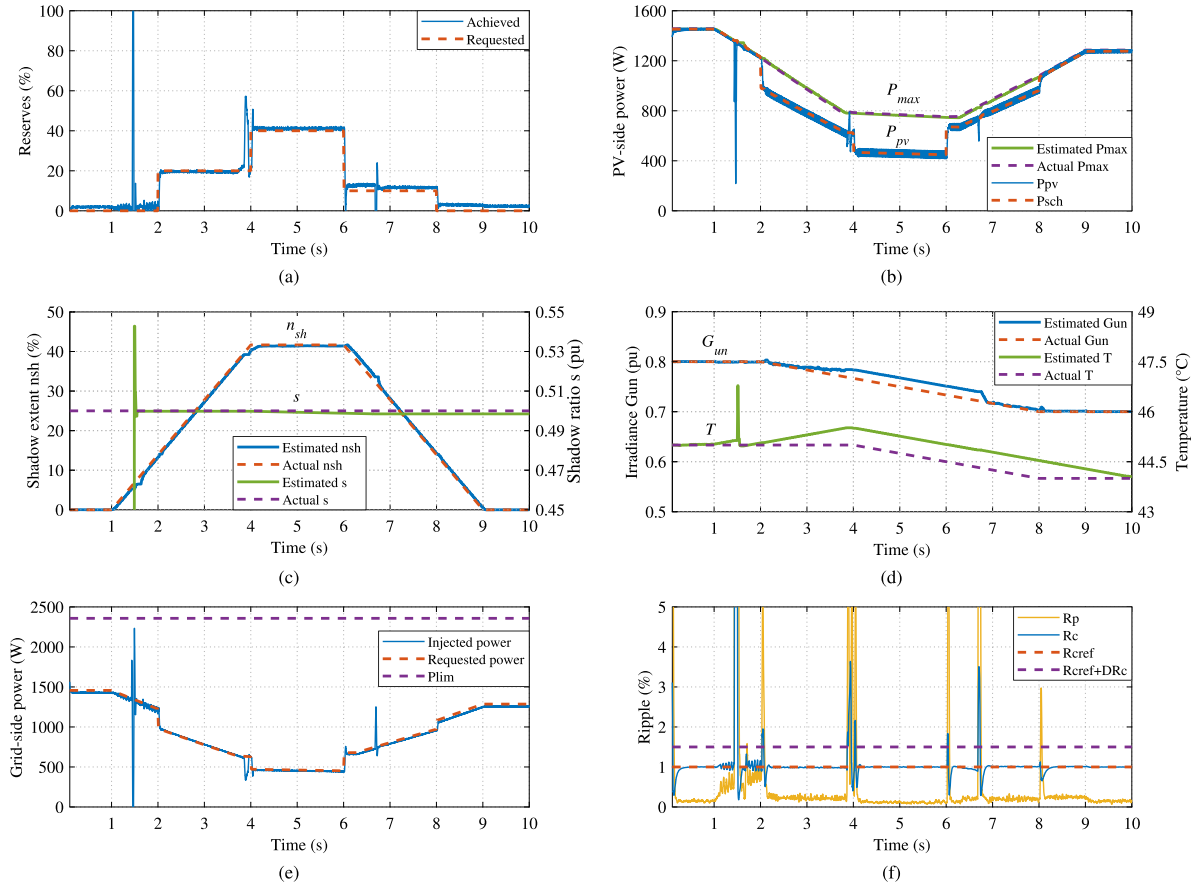 100
80
60
40
20
0
Reserves (%)
Achieved
Requested
1 2 3 4 5 6 7 8 9 10
Time (s)
(a)
1600
1200
800
400
0
PV-side power (W)
P_max
P_pv
Estimated Pmax
Actual Pmax
Ppv
Psch
1 2 3 4 5 6 7 8 9 10
Time (s)
(b)
50
40
30
20
10
0
Shadow extent nsh (%)
n_sh
s
Estimated nsh
Actual nsh
Estimated s
Actual s
0.55
0.53
0.51
0.49
0.47
0.45
Shadow ratio s (pu)
1 2 3 4 5 6 7 8 9 10
Time (s)
(c)
0.9
0.8
0.7
0.6
0.5
Irradiance Gun (pu)
G_un
T
Estimated Gun
Actual Gun
Estimated T
Actual T
49
47.5
46
44.5
43
Temperature (°C)
1 2 3 4 5 6 7 8 9 10
Time (s)
(d)
2500
2000
1500
1000
500
0
Grid-side power (W)
Injected power
Requested power
Plim
1 2 3 4 5 6 7 8 9 10
Time (s)
(e)
5
4
3
2
1
0
Ripple (%)
Rp
Rc
Rcref
Rcref+DRc
1 2 3 4 5 6 7 8 9 10
Time (s)
(f)